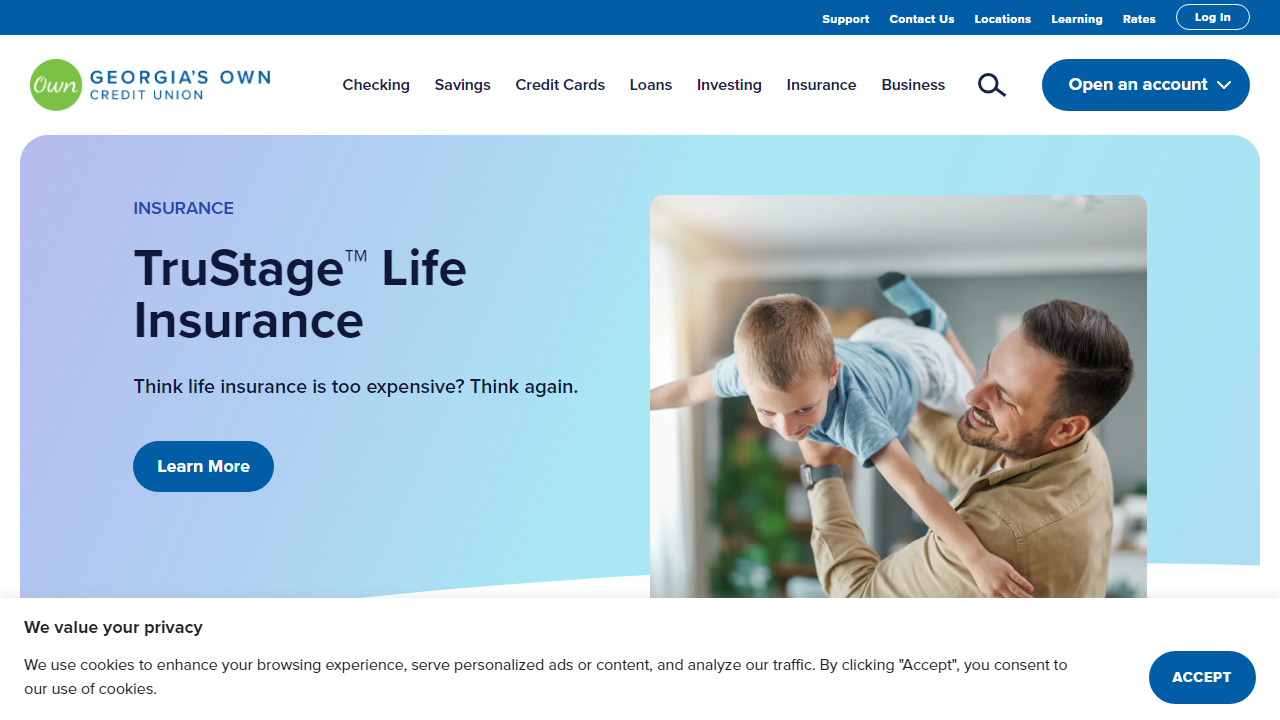 Support Contact Us Locations Learning Rates Log In
Own GEORGIA'S OWN
CREDIT UNION
Checking Savings Credit Cards Loans Investing Insurance Business Open an account
INSURANCE
TruStage™ Life
Insurance
Think life insurance is too expensive? Think again.
Learn More
We value your privacy
We use cookies to enhance your browsing experience, serve personalized ads or content, and analyze our traffic. By clicking "Accept", you consent to
our use of cookies.
ACCEPT